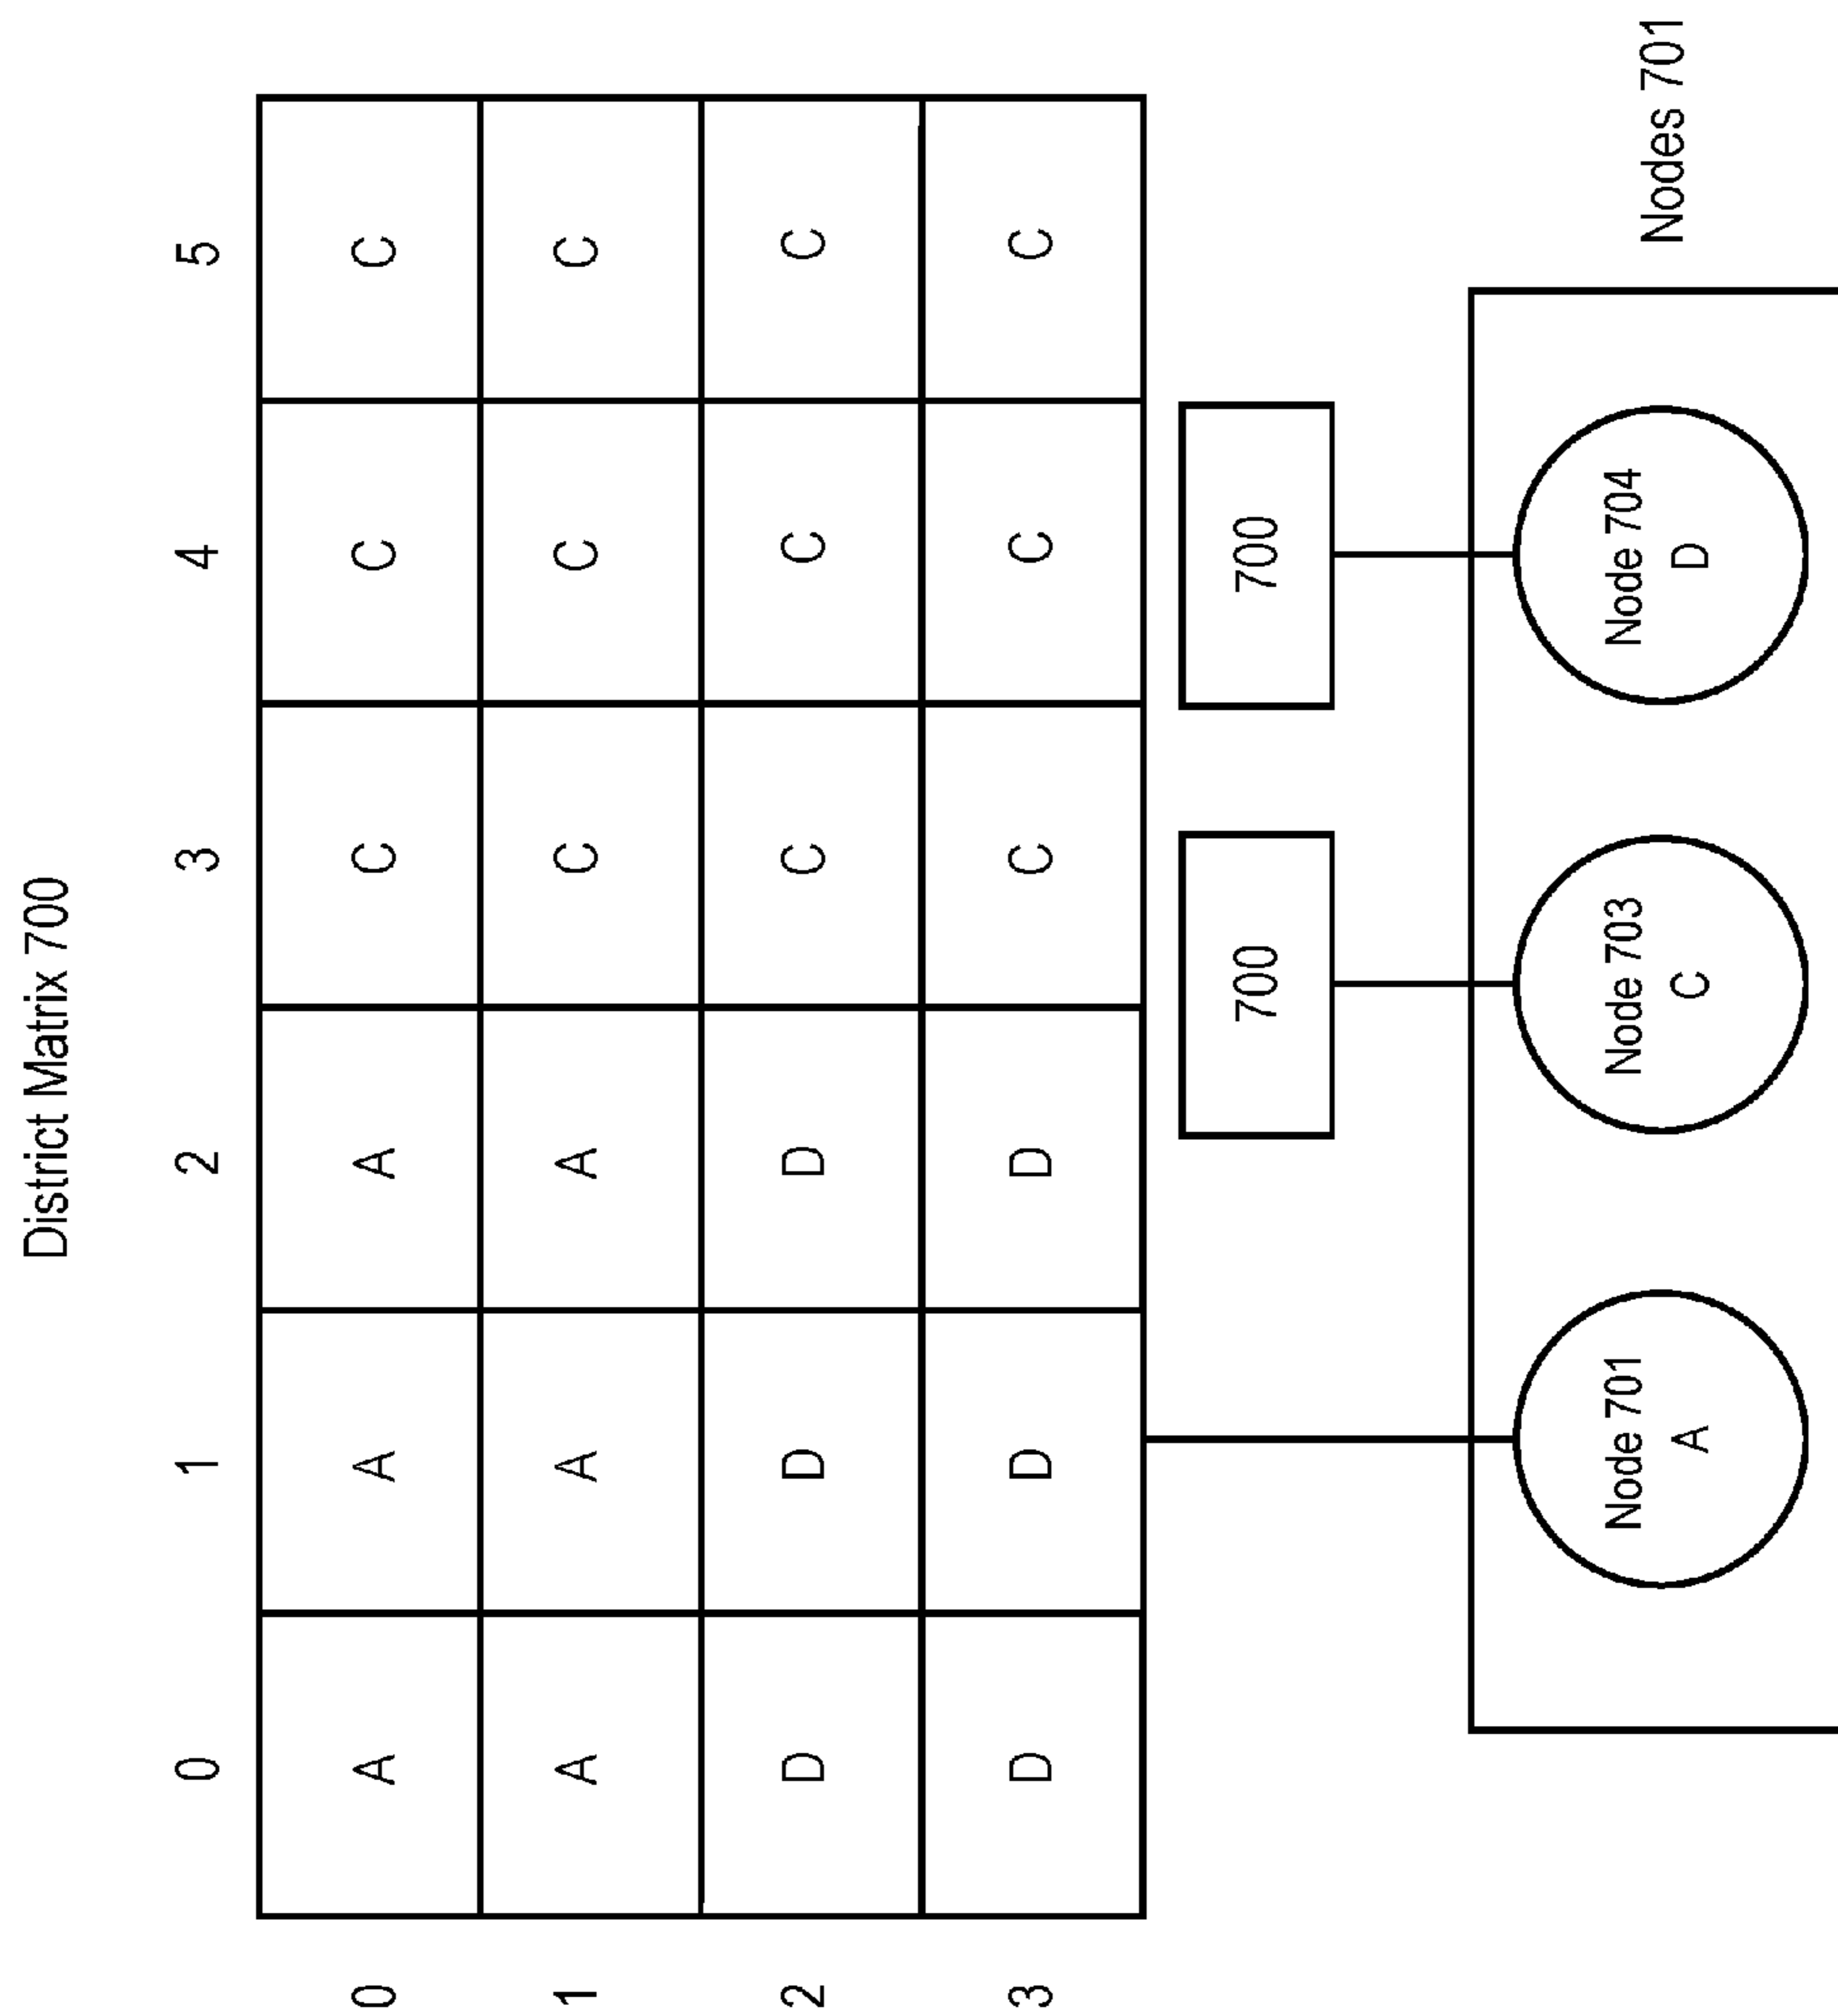 District Matrix 700
0 1 2 3 4 5
0 A A A C C C
1 A A A C C C
2 D D D C C C
3 D D D C C C
700 700
Node 701 Node 703 Node 704
A C D
Nodes 701